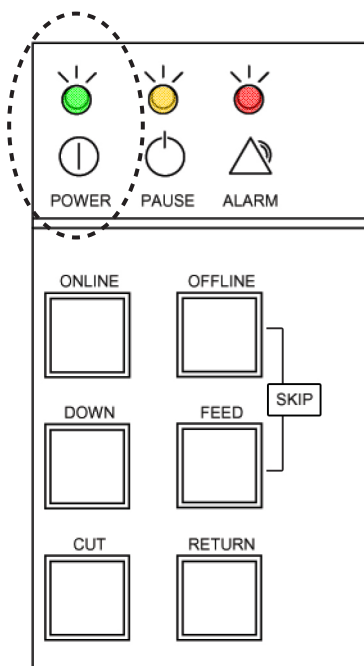 POWER PAUSE ALARM
ONLINE OFFLINE
SKIP
DOWN FEED
CUT RETURN